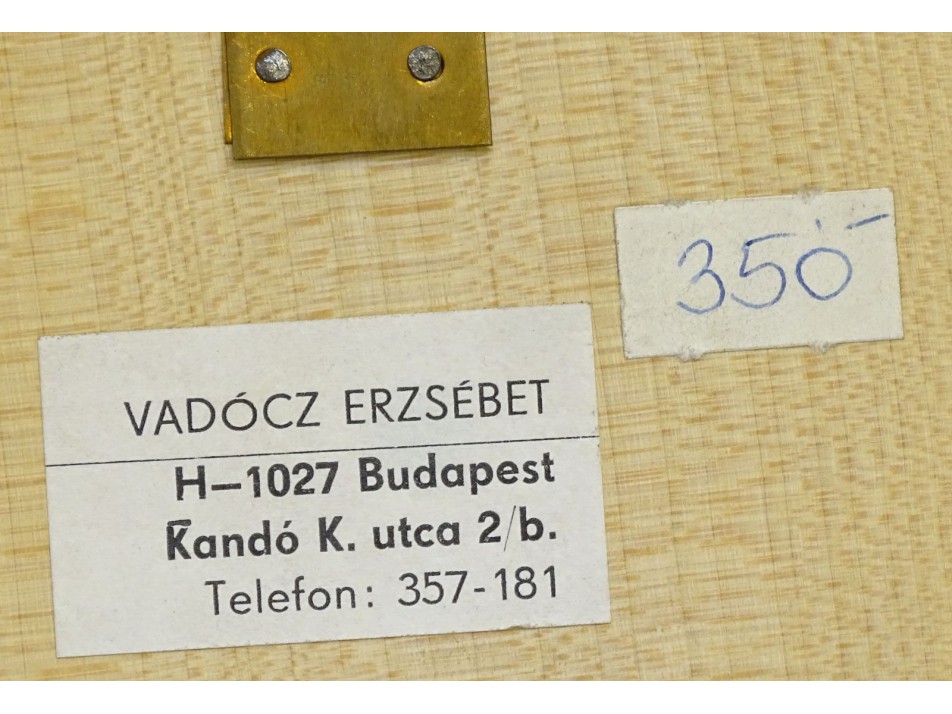 350,-
VADÓCZ ERZSÉBET
H–1027 Budapest
Kandó K. utca 2/b.
Telefon: 357-181